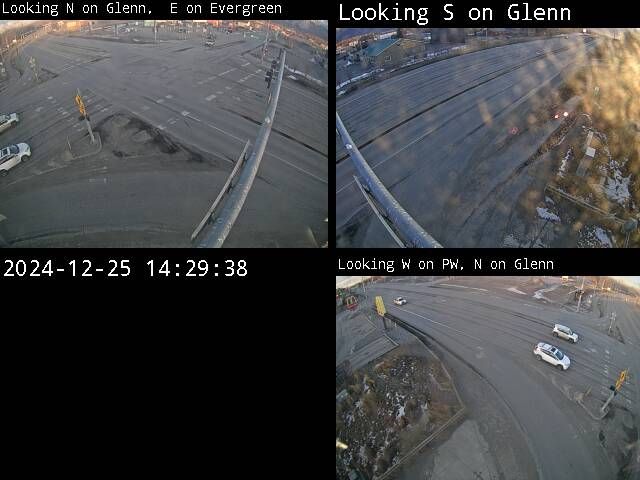 Looking N on Glenn,  E on Evergreen
Looking S on Glenn
2024-12-25 14:29:38
Looking W on PW, N on Glenn